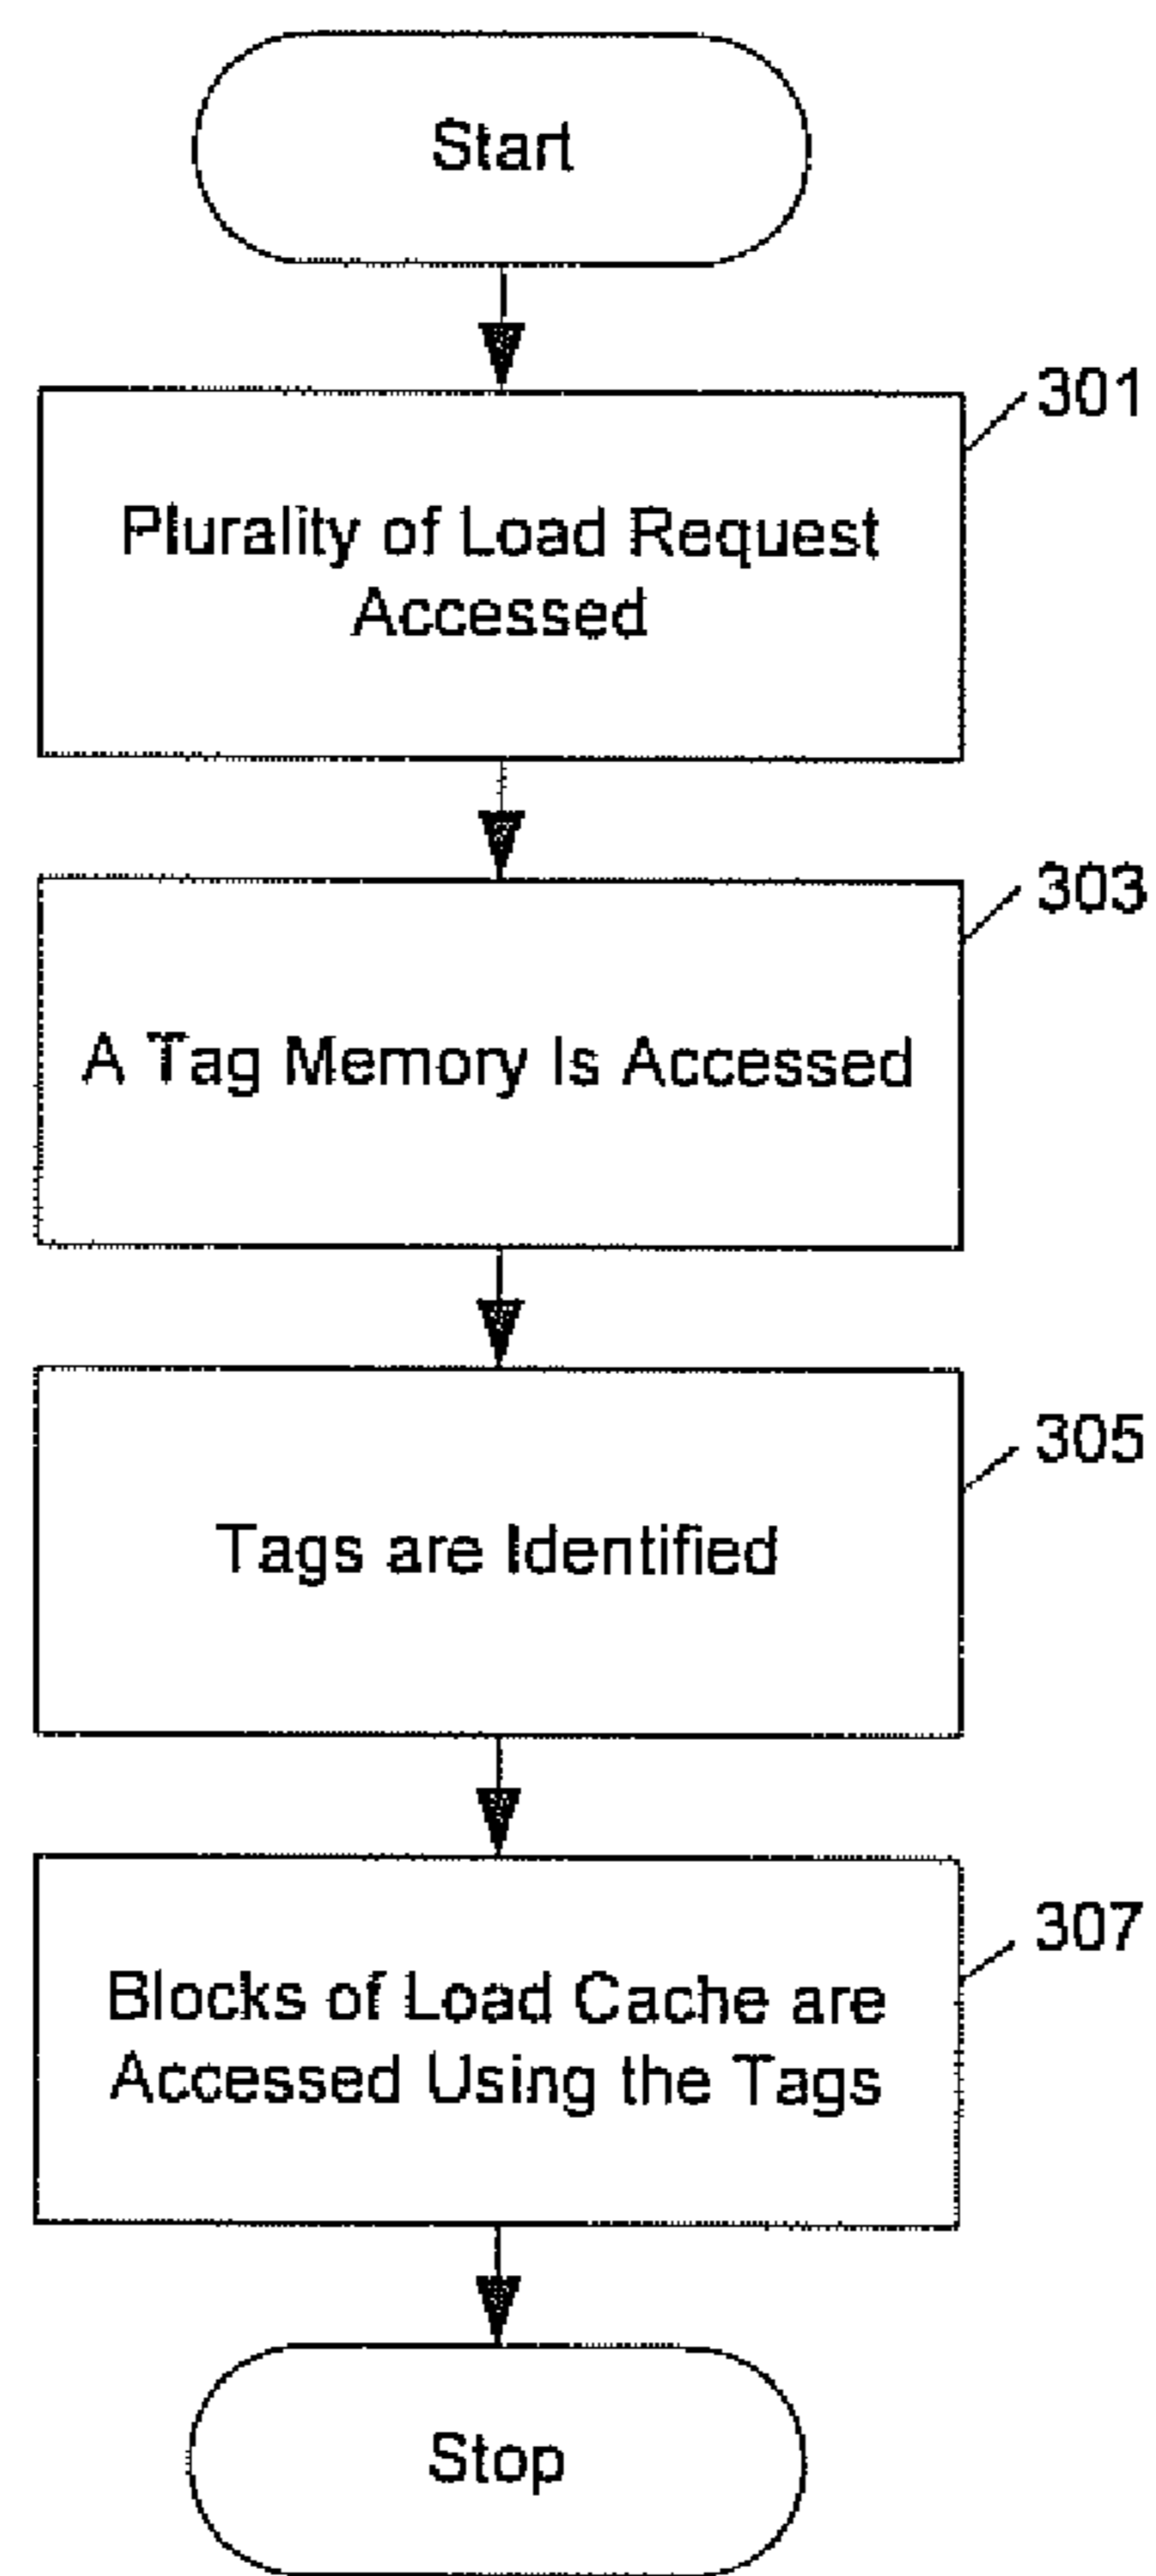 Start
301
Plurality of Load Request
Accessed
303
A Tag Memory Is Accessed
305
Tags are Identified
307
Blocks of Load Cache are
Accessed Using the Tags
Stop